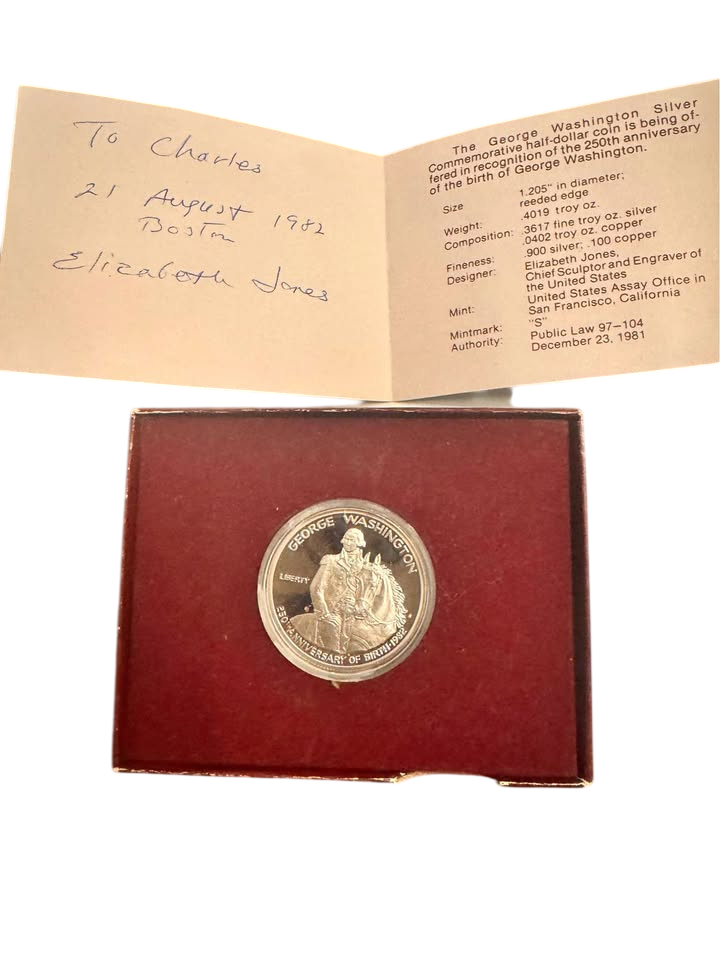 To Charles
21 August 1982
Boston
Elizabeth Jones
The George Washington Silver
Commemorative half-dollar coin is being of-
fered in recognition of the 250th anniversary
of the birth of George Washington.
Size 1.205" in diameter;
reeded edge
Weight: .4019 troy oz.
Composition: .3617 fine troy oz. silver
.0402 troy oz. copper
Fineness: .900 silver; .100 copper
Designer: Elizabeth Jones,
Chief Sculptor and Engraver of
the United States
Mint: United States Assay Office in
San Francisco, California
Mintmark: "S"
Authority: Public Law 97–104
December 23, 1981
GEORGE WASHINGTON
LIBERTY
250TH ANNIVERSARY OF BIRTH·1982